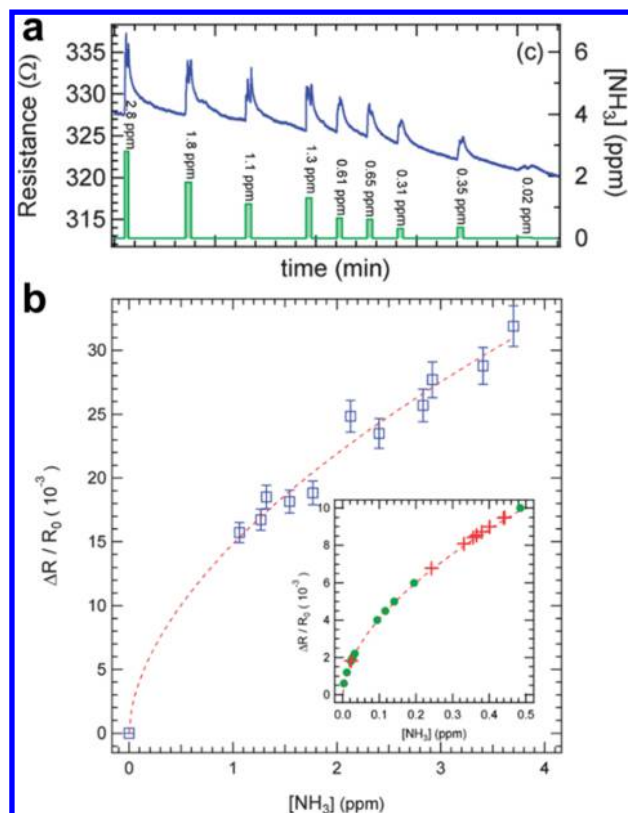 a
(c)
Resistance (Ω)
335
330
325
320
315
[NH₃] (ppm)
6
4
2
0
2.8 ppm
1.8 ppm
1.1 ppm
1.3 ppm
0.61 ppm
0.65 ppm
0.31 ppm
0.35 ppm
0.02 ppm
time (min)
b
ΔR / R₀ (10⁻³)
30
25
20
15
10
5
0
0 1 2 3 4
[NH₃] (ppm)
ΔR / R₀ (10⁻³)
10
8
6
4
2
0
0.0 0.1 0.2 0.3 0.4 0.5
[NH₃] (ppm)